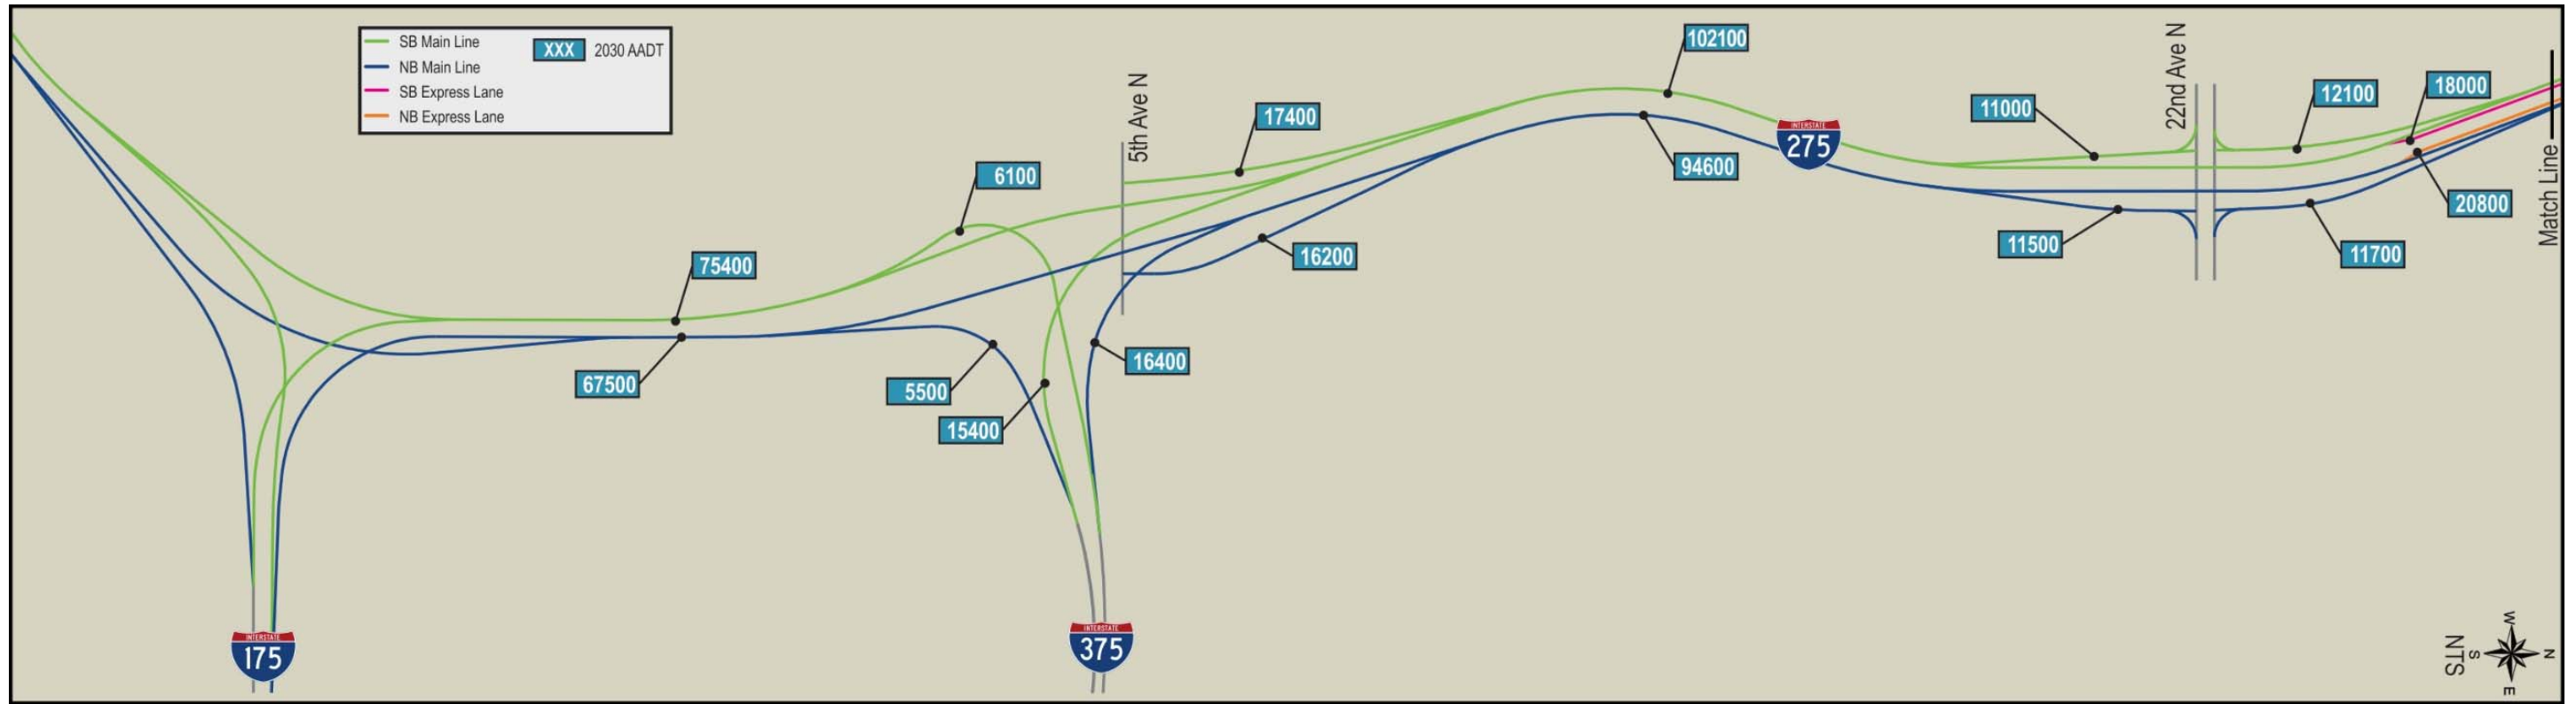 SB Main Line
NB Main Line
SB Express Lane
NB Express Lane
XXX 2030 AADT
102100
17400
5th Ave N
6100
75400
67500
5500
15400
16400
16200
94600
INTERSTATE
275
11000
22nd Ave N
12100
18000
Match Line
20800
11500
11700
INTERSTATE
175
INTERSTATE
375
NTS
W
S
N
E